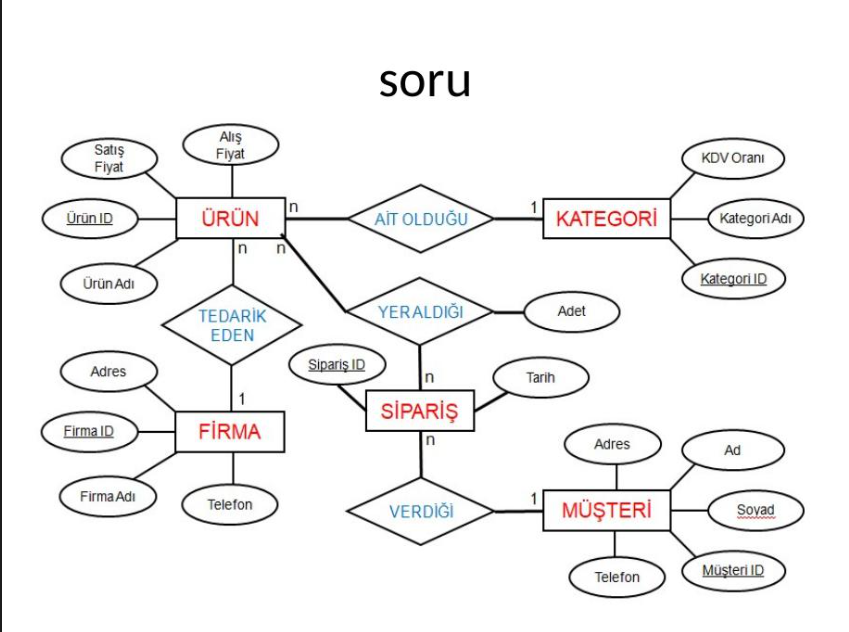 soru
Satış
Fiyat
Alış
Fiyat
KDV Oranı
Ürün ID
ÜRÜN
n
AİT OLDUĞU
1
KATEGORİ
Kategori Adı
n
n
Ürün Adı
Kategori ID
TEDARİK
EDEN
YERALDIĞI
Adet
Sipariş ID
n
Tarih
Adres
1
SİPARİŞ
Firma ID
FİRMA
n
Adres
Ad
Firma Adı
Telefon
VERDİĞİ
1
MÜŞTERİ
Soyad
Telefon
Müşteri ID